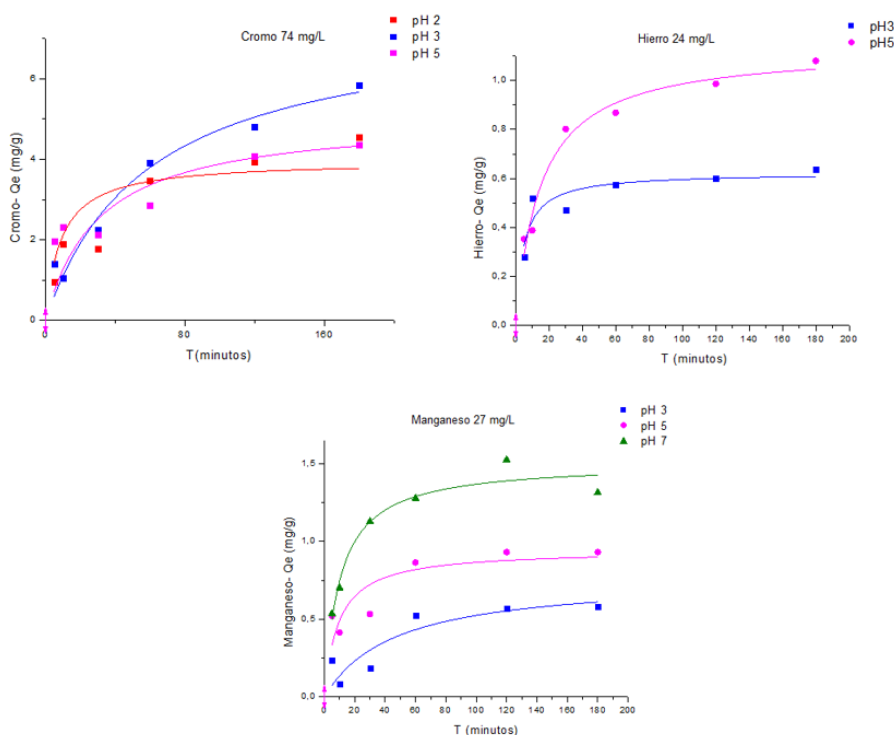 Cromo 74 mg/L
pH 2
pH 3
pH 5
Cromo- Qe (mg/g)
6
4
2
0
80
160
T(minutos)
Hierro 24 mg/L
pH3
pH5
Hierro- Qe (mg/g)
1,0
0,8
0,6
0,4
0,2
0,0
0 20 40 60 80 100 120 140 160 180 200
T (minutos)
Manganeso 27 mg/L
pH 3
pH 5
pH 7
Manganeso- Qe (mg/g)
1,5
1,0
0,5
0,0
0 20 40 60 80 100 120 140 160 180 200
T (minutos)